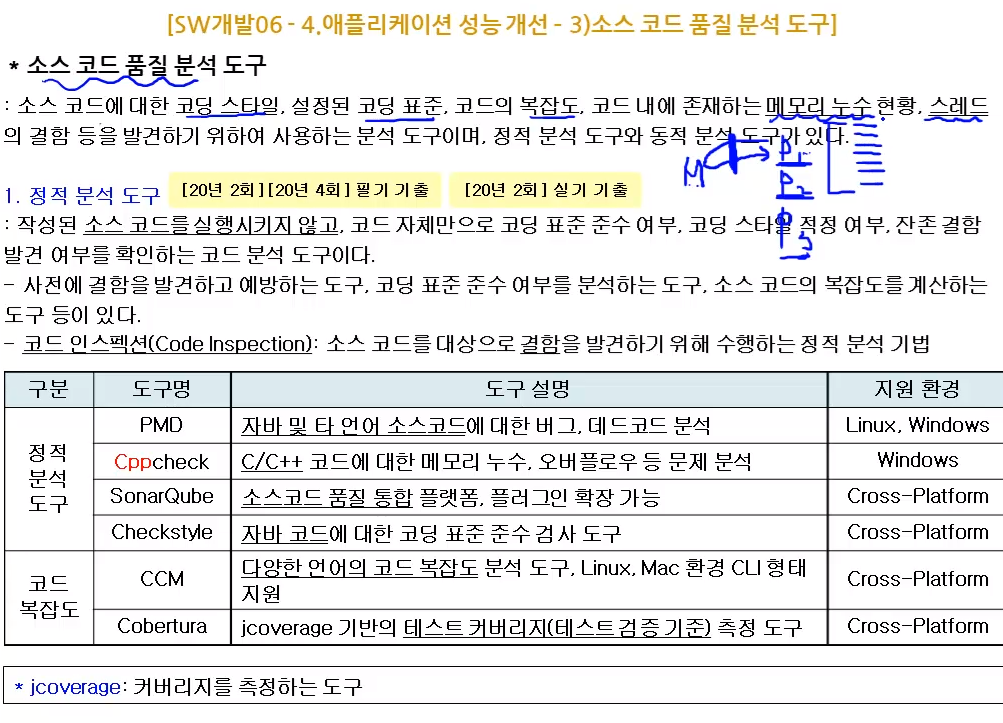 [SW개발06 - 4.애플리케이션 성능 개선 - 3)소스 코드 품질 분석 도구]
* 소스 코드 품질 분석 도구
: 소스 코드에 대한 코딩 스타일, 설정된 코딩 표준, 코드의 복잡도, 코드 내에 존재하는 메모리 누수 현황, 스레드
의 결함 등을 발견하기 위하여 사용하는 분석 도구이며, 정적 분석 도구와 동적 분석 도구가 있다.
M P1
P2
P3
1. 정적 분석 도구 [20년 2회][20년 4회] 필기 기출 [20년 2회] 실기 기출
: 작성된 소스 코드를 실행시키지 않고, 코드 자체만으로 코딩 표준 준수 여부, 코딩 스타일 적정 여부, 잔존 결함
발견 여부를 확인하는 코드 분석 도구이다.
- 사전에 결함을 발견하고 예방하는 도구, 코딩 표준 준수 여부를 분석하는 도구, 소스 코드의 복잡도를 계산하는
도구 등이 있다.
- 코드 인스펙션(Code Inspection): 소스 코드를 대상으로 결함을 발견하기 위해 수행하는 정적 분석 기법
구분 도구명 도구 설명 지원 환경
정적
분석
도구
PMD 자바 및 타 언어 소스코드에 대한 버그, 데드코드 분석 Linux, Windows
Cppcheck C/C++ 코드에 대한 메모리 누수, 오버플로우 등 문제 분석 Windows
SonarQube 소스코드 품질 통합 플랫폼, 플러그인 확장 가능 Cross-Platform
Checkstyle 자바 코드에 대한 코딩 표준 준수 검사 도구 Cross-Platform
코드
복잡도
CCM 다양한 언어의 코드 복잡도 분석 도구, Linux, Mac 환경 CLI 형태
지원 Cross-Platform
Cobertura jcoverage 기반의 테스트 커버리지(테스트 검증 기준) 측정 도구 Cross-Platform
* jcoverage: 커버리지를 측정하는 도구